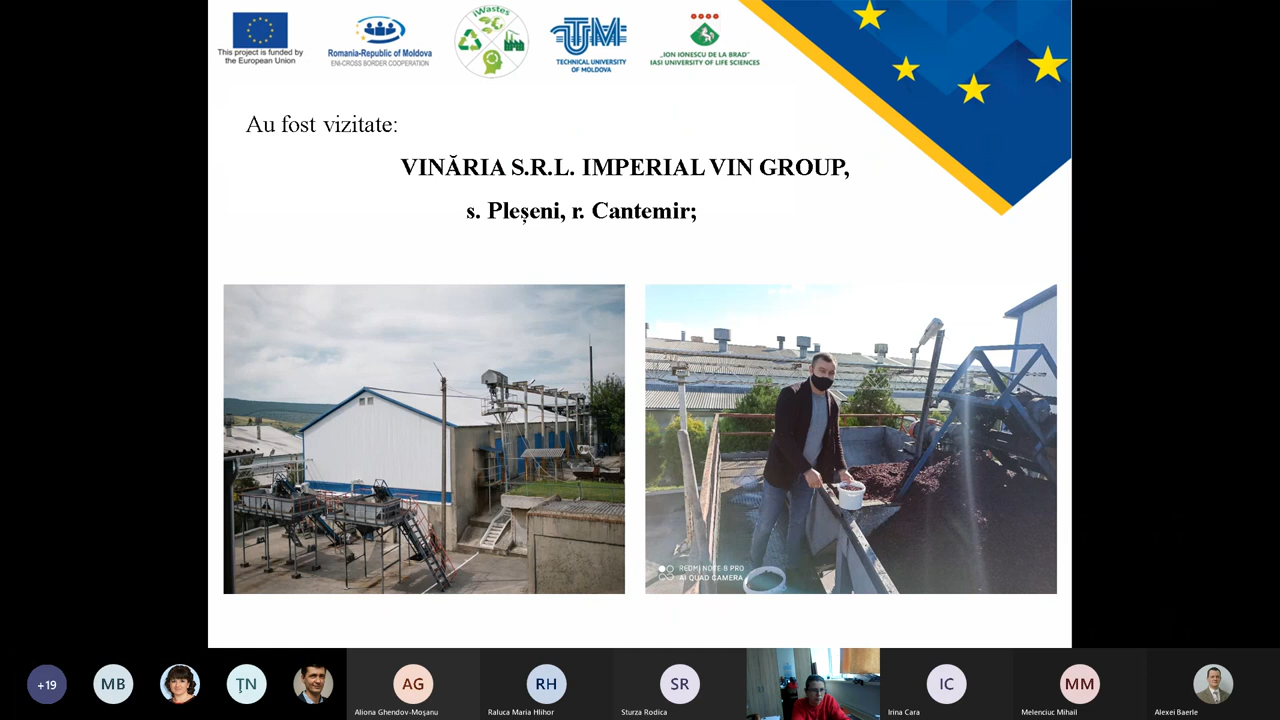 This project is funded by
the European Union
Romania-Republic of Moldova
ENI-CROSS BORDER COOPERATION
iWastes
UTM
TECHNICAL UNIVERSITY
OF MOLDOVA
„ION IONESCU DE LA BRAD”
IASI UNIVERSITY OF LIFE SCIENCES
Au fost vizitate:
VINĂRIA S.R.L. IMPERIAL VIN GROUP,
s. Pleșeni, r. Cantemir;
REDMI NOTE 8 PRO
AI QUAD CAMERA
+19
MB
ŢN
AG
RH
SR
IC
MM
Aliona Ghendov-Moşanu
Raluca Maria Hlihor
Sturza Rodica
Irina Cara
Melenciuc Mihail
Alexei Baerle